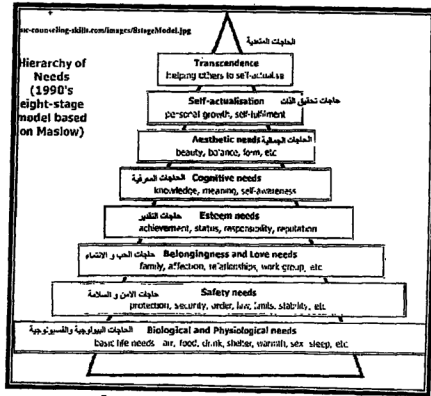 sic-counseling-skills.com/images/8stageModel.jpg
الحاجات المتعدية
Hierarchy of
Needs
(1990's
eight-stage
model based
on Maslow)
Transcendence
helping others to self-actualise
حاجات تحقيق الذات
Self-actualisation
personal growth, self-fulfilment
Aesthetic needs الحاجات الجمالية
beauty, balance, form, etc
الحاجات المعرفية Cognitive needs
knowledge, meaning, self-awareness
حاجات التقدير Esteem needs
achievement, status, responsibility, reputation
حاجات الحب و الانتماء Belongingness and Love needs
family, affection, relationships, work group, etc
حاجات الامن و السلامة Safety needs
protection, security, order, law, limits, stability, etc
الحاجات البيولوجية والفسيولوجية Biological and Physiological needs
basic life needs air, food, drink, shelter, warmth, sex sleep, etc